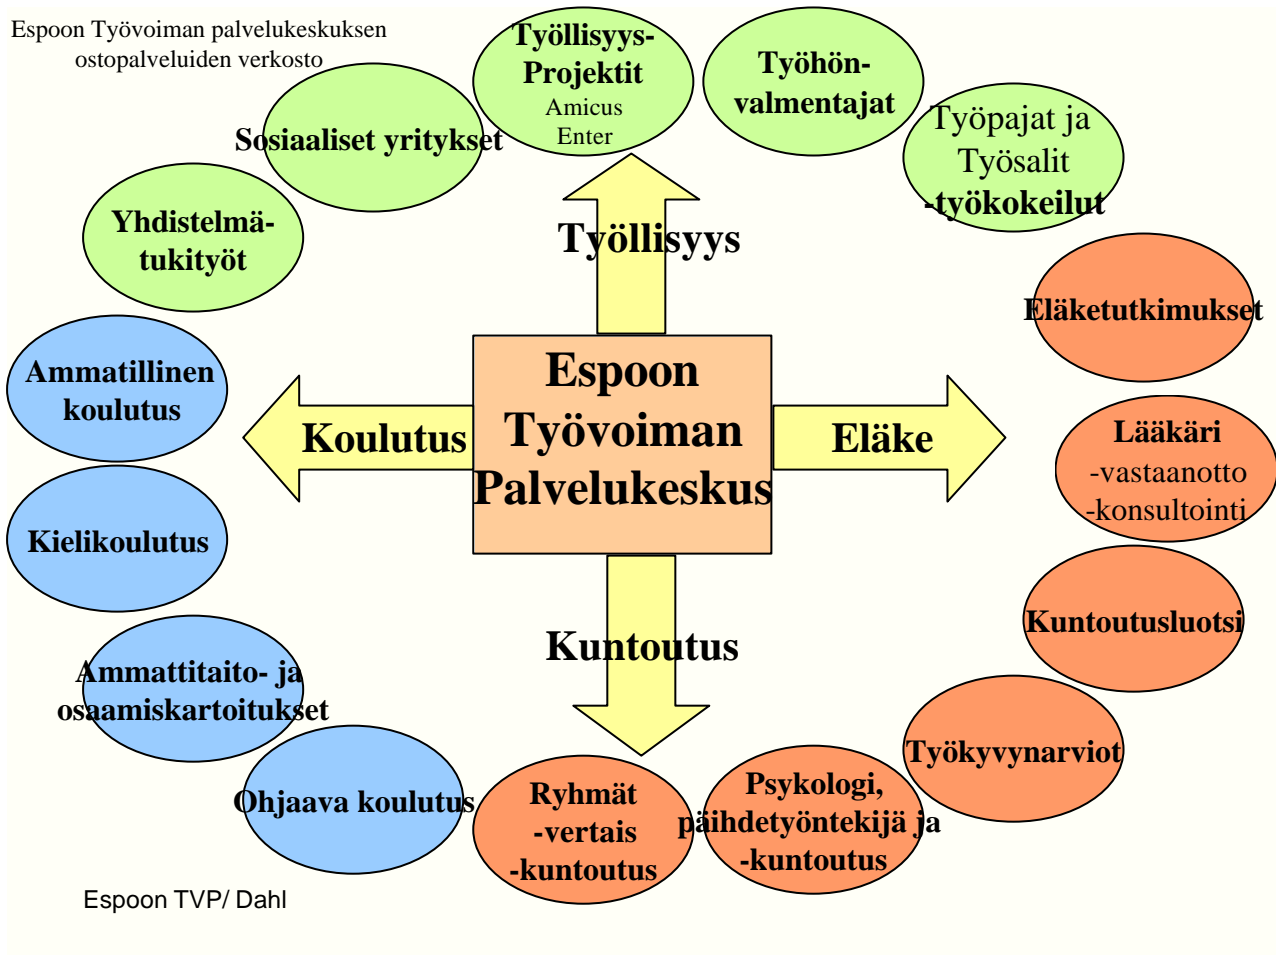 Espoon Työvoiman palvelukeskuksen
ostopalveluiden verkosto
Työllisyys-
Projektit
Amicus
Enter
Työhön-
valmentajat
Työpajat ja
Työsalit
-työkokeilut
Sosiaaliset yritykset
Yhdistelmä-
tukityöt
Työllisyys
Eläketutkimukset
Ammatillinen
koulutus
Koulutus
Espoon
Työvoiman
Palvelukeskus
Eläke
Lääkäri
-vastaanotto
-konsultointi
Kielikoulutus
Kuntoutusluotsi
Kuntoutus
Ammattitaito- ja
osaamiskartoitukset
Työkyvynarviot
Ohjaava koulutus
Ryhmät
-vertais
-kuntoutus
Psykologi,
päihdetyöntekijä ja
-kuntoutus
Espoon TVP/ Dahl